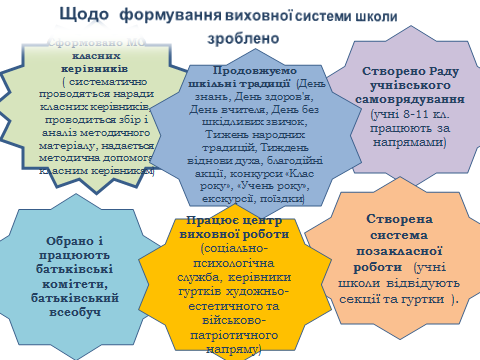 Щодо формування виховної системи школи
зроблено
Сформовано МО
класних
керівників
( систематично
проводяться наради
класних керівників,
проводиться збір і
аналіз методичного
матеріалу, надається
методична допомога
класним керівникам)
Продовжуємо
шкільні традиції (День
знань, День здоров'я,
День вчителя, День без
шкідливих звичок,
Тижень народних
традицій, Тиждень
віднови духа, благодійні
акції, конкурси «Клас
року», «Учень року»,
екскурсії, поїздки)
Створено Раду
учнівського
самоврядування
(учні 8-11 кл.
працюють за
напрямами)
Обрано і
працюють
батьківські
комітети,
батьківський
всеобуч
Працює центр
виховної роботи
(соціально-
психологічна
служба, керівники
гуртків художньо-
естетичного та
військово-
патріотичного
напряму)
Створена
система
позакласної
роботи (учні
школи відвідують
секції та гуртки ).